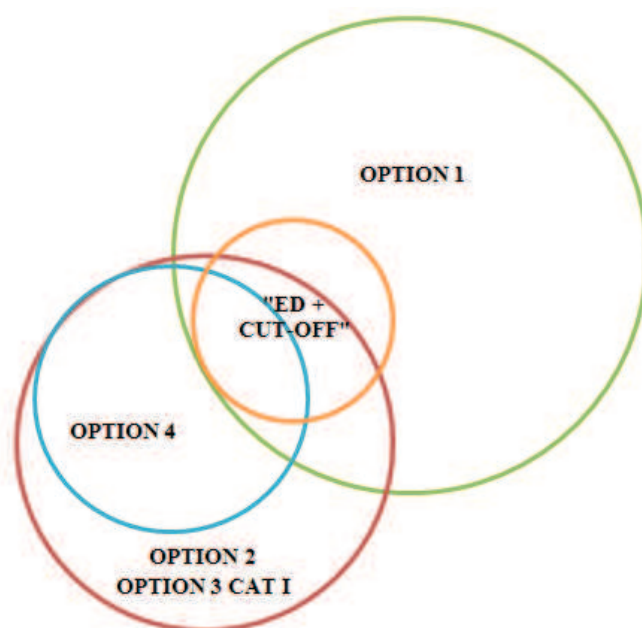 OPTION 1
"ED +
CUT-OFF"
OPTION 4
OPTION 2
OPTION 3 CAT I